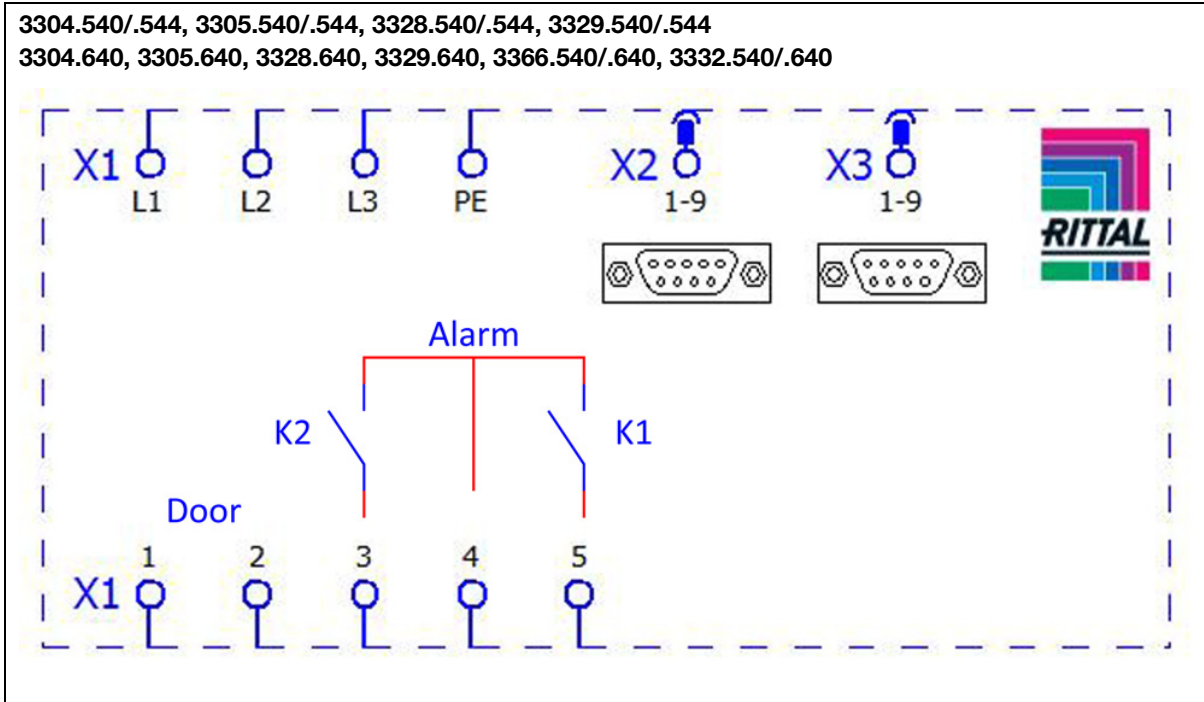 3304.540/.544, 3305.540/.544, 3328.540/.544, 3329.540/.544
3304.640, 3305.640, 3328.640, 3329.640, 3366.540/.640, 3332.540/.640
X1 X2 X3
L1 L2 L3 PE 1-9 1-9
RITTAL
Alarm
K2 K1
Door
1 2 3 4 5
X1